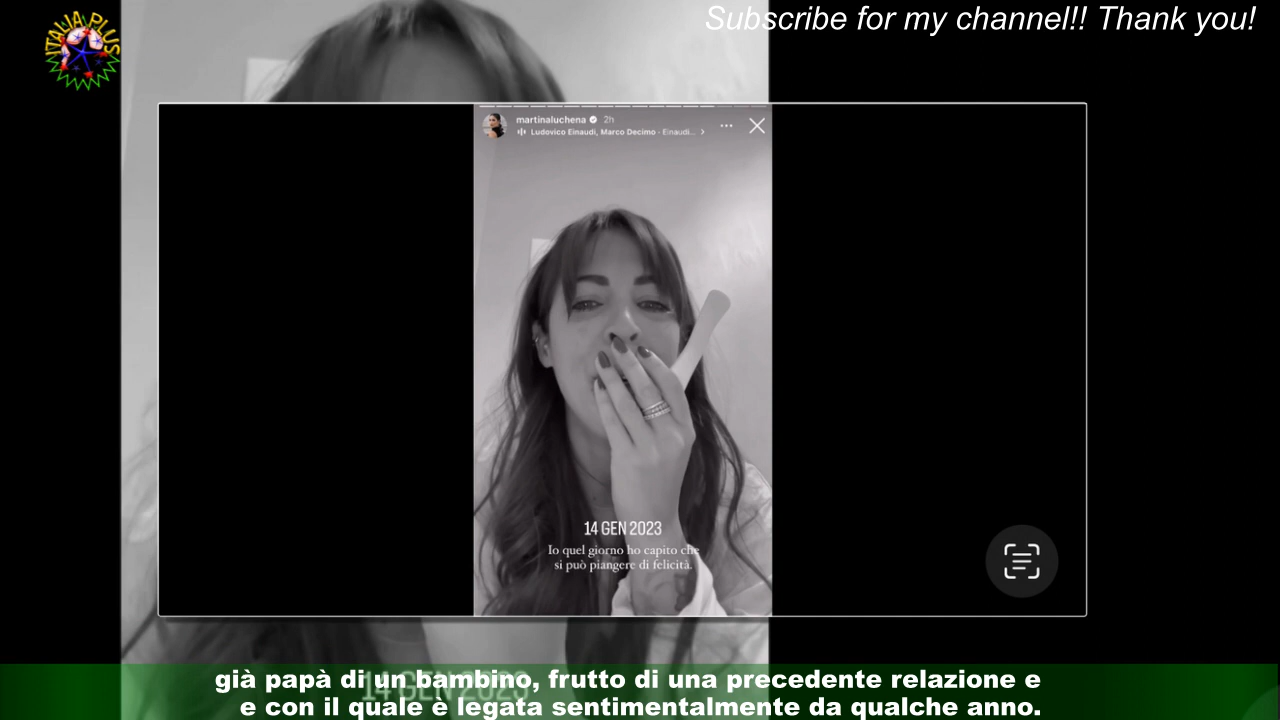 ITALIA PLUS
Subscribe for my channel!! Thank you!
martinaluchena 2h
Ludovico Einaudi, Marco Decimo · Einaudi...
14 GEN 2023
Io quel giorno ho capito che
si può piangere di felicità.
14 GEN 2023
già papà di un bambino, frutto di una precedente relazione e
e con il quale è legata sentimentalmente da qualche anno.